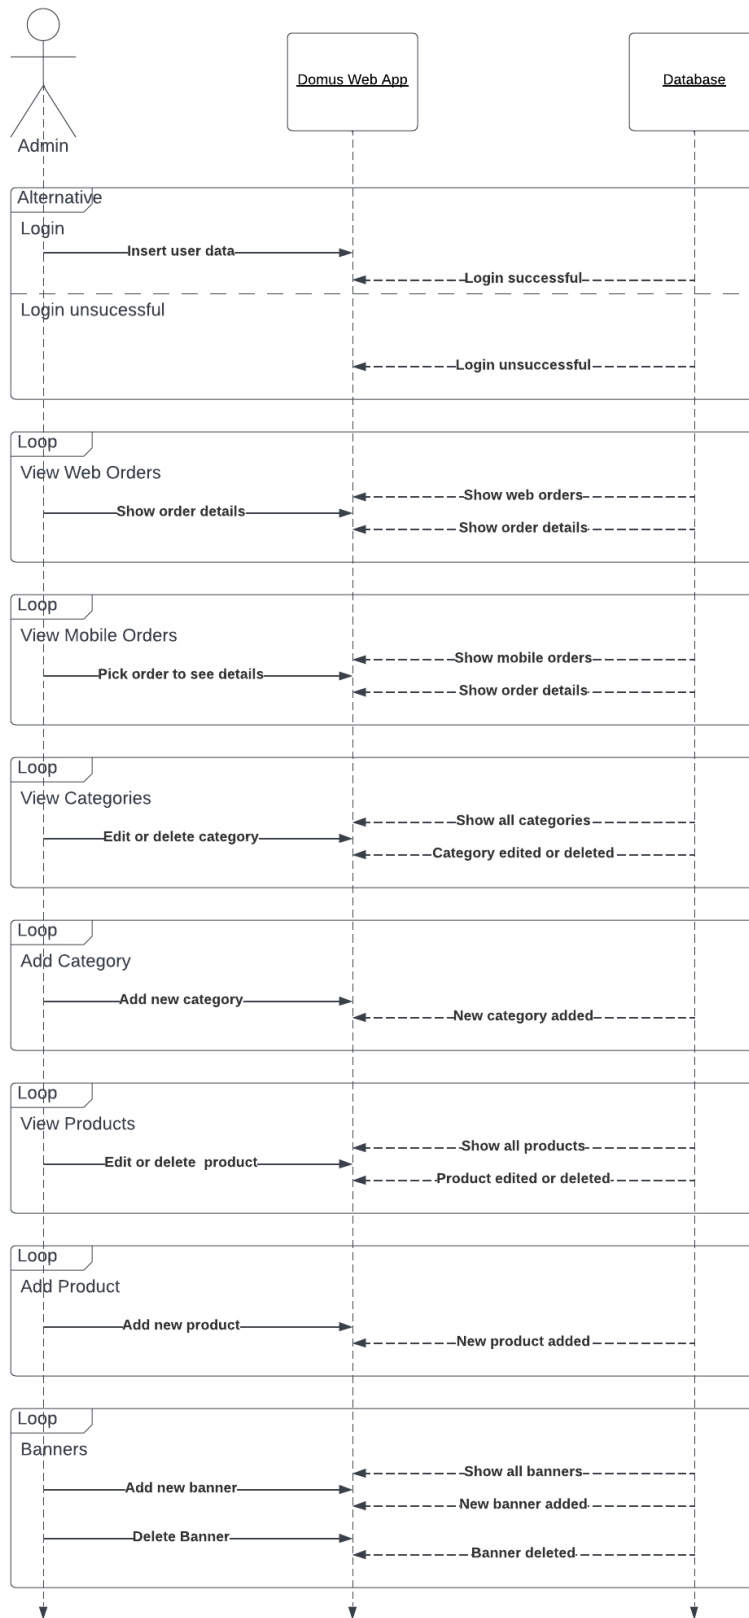 Domus Web App
Database
Admin
Alternative
Login
Insert user data
Login successful
Login unsucessful
Login unsuccessful
Loop
View Web Orders
Show web orders
Show order details
Show order details
Loop
View Mobile Orders
Show mobile orders
Pick order to see details
Show order details
Loop
View Categories
Show all categories
Edit or delete category
Category edited or deleted
Loop
Add Category
Add new category
New category added
Loop
View Products
Show all products
Edit or delete  product
Product edited or deleted
Loop
Add Product
Add new product
New product added
Loop
Banners
Show all banners
Add new banner
New banner added
Delete Banner
Banner deleted